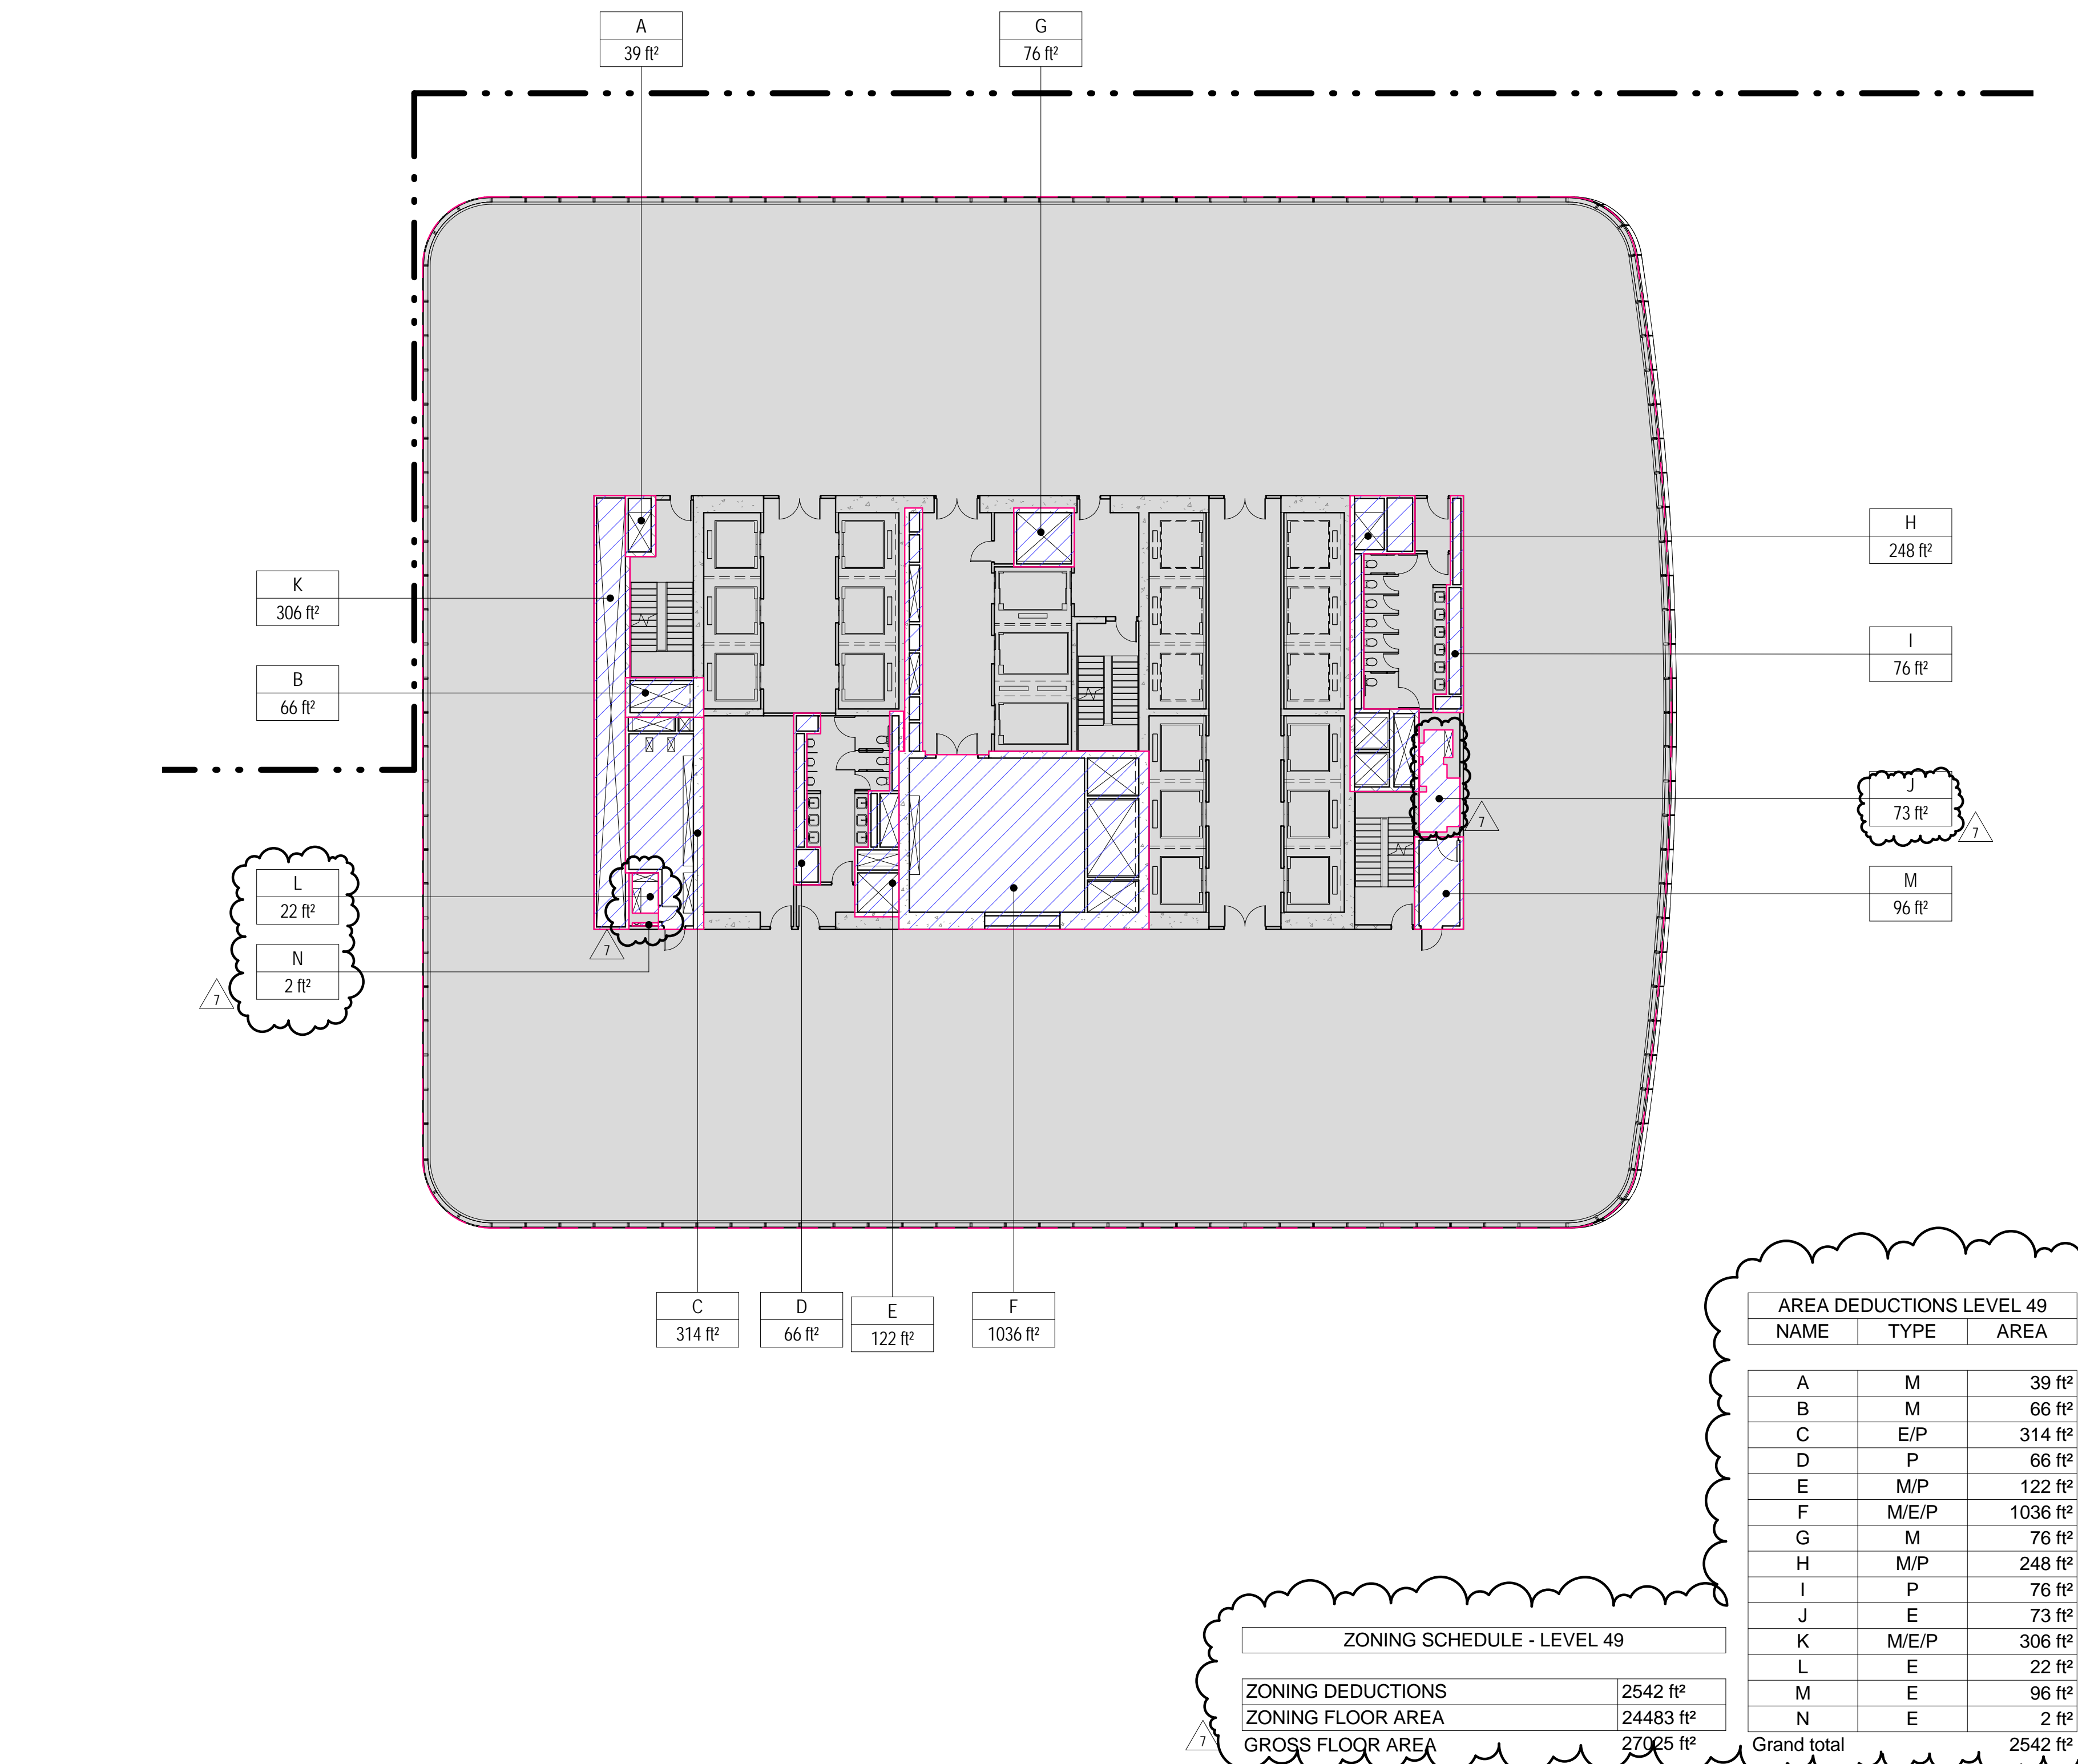 A
39 ft²
G
76 ft²
H
248 ft²
K
306 ft²
I
76 ft²
B
66 ft²
J
73 ft²
7
7
L
22 ft²
M
96 ft²
N
2 ft²
7
7
C
314 ft²
D
66 ft²
E
122 ft²
F
1036 ft²
AREA DEDUCTIONS LEVEL 49
NAME TYPE AREA
A M 39 ft²
B M 66 ft²
C E/P 314 ft²
D P 66 ft²
E M/P 122 ft²
F M/E/P 1036 ft²
G M 76 ft²
H M/P 248 ft²
I P 76 ft²
J E 73 ft²
K M/E/P 306 ft²
L E 22 ft²
M E 96 ft²
N E 2 ft²
Grand total 2542 ft²
ZONING SCHEDULE - LEVEL 49
ZONING DEDUCTIONS 2542 ft²
ZONING FLOOR AREA 24483 ft²
GROSS FLOOR AREA 27025 ft²
7